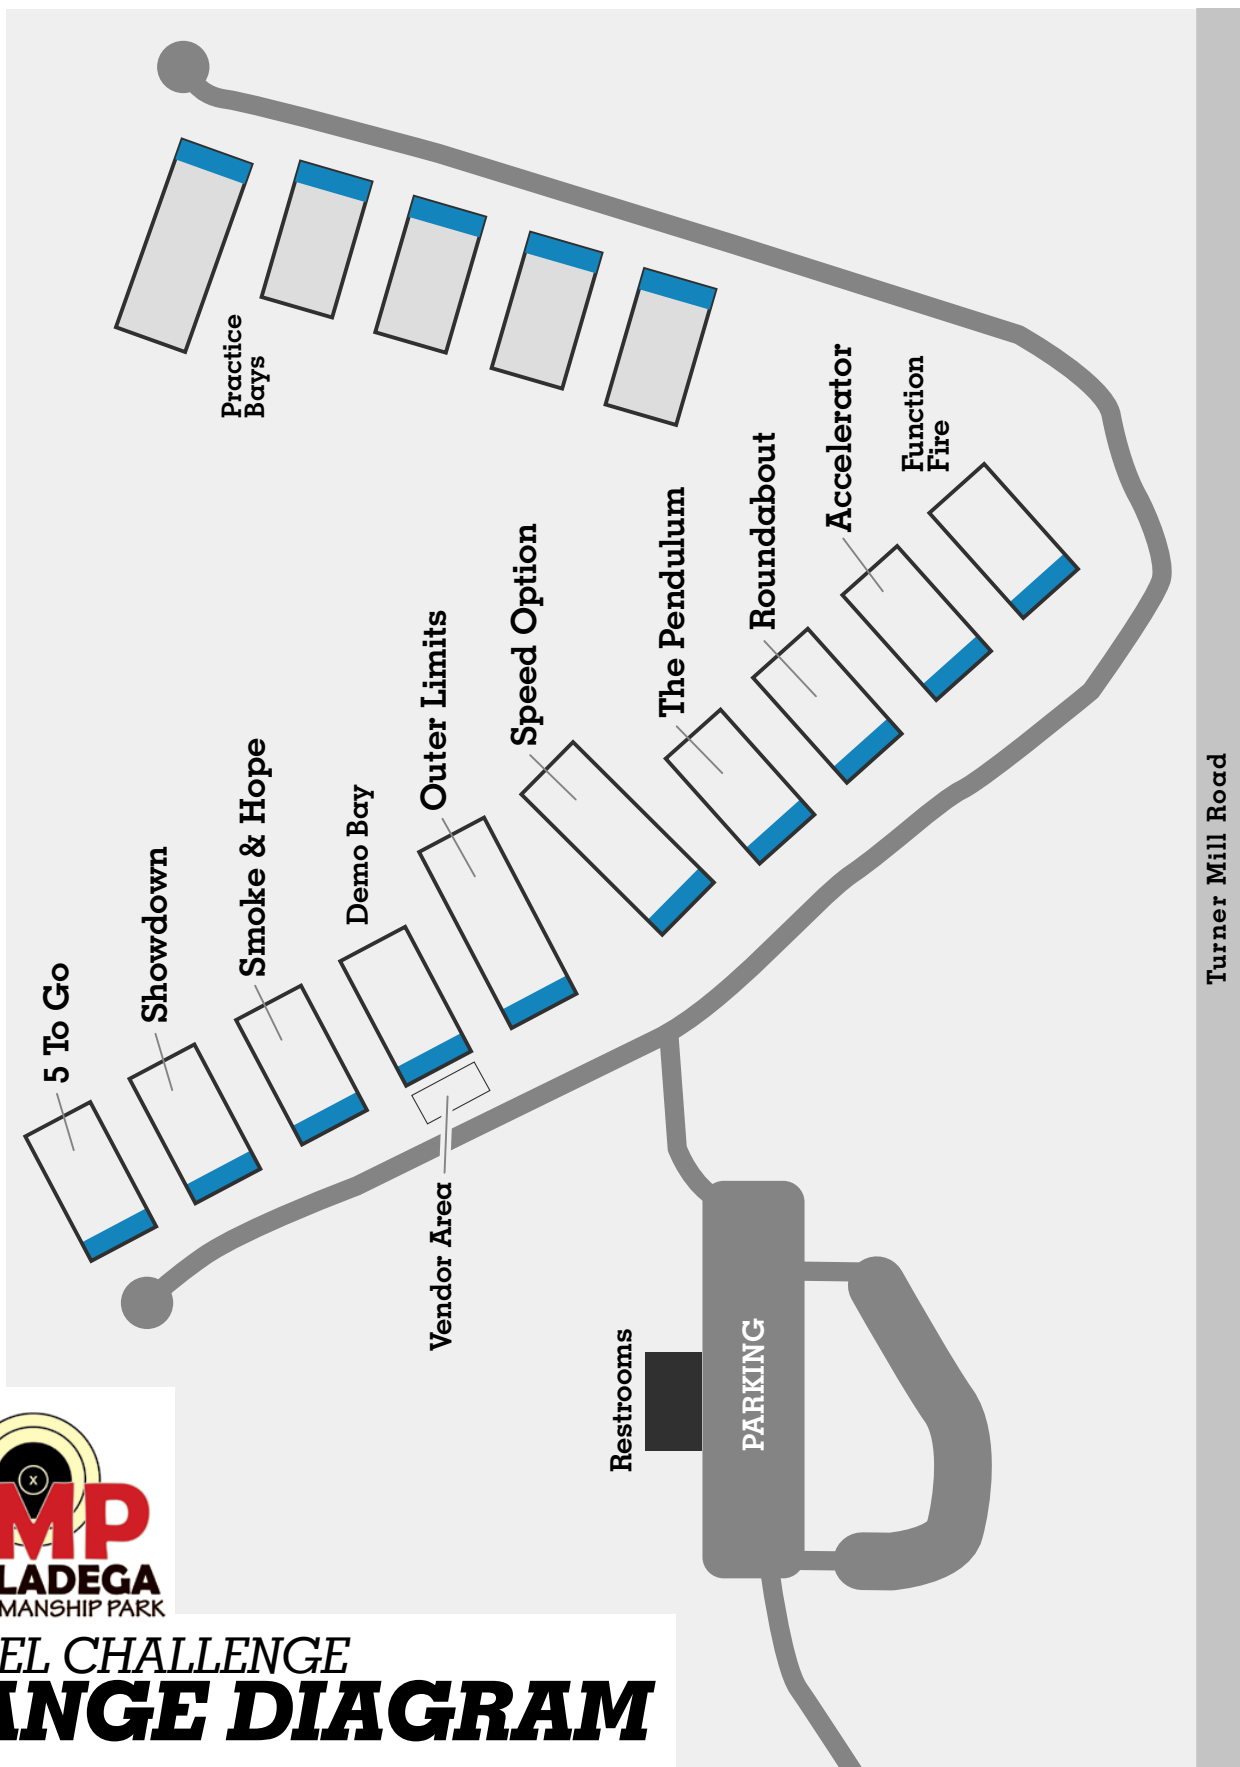 Practice
Bays
5 To Go
Showdown
Smoke & Hope
Demo Bay
Outer Limits
Speed Option
The Pendulum
Roundabout
Accelerator
Function
Fire
Vendor Area
Restrooms
PARKING
Turner Mill Road
X
MP
LADEGA
MANSHIP PARK
EL CHALLENGE
ANGE DIAGRAM